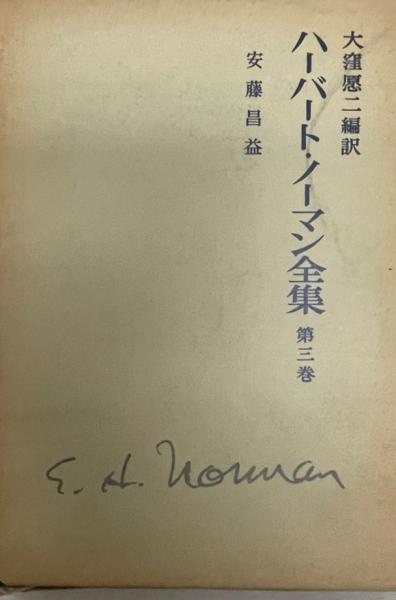 大窪愿二編訳
ハーバート・ノーマン全集 第三巻
安藤昌益
E. H. Norman